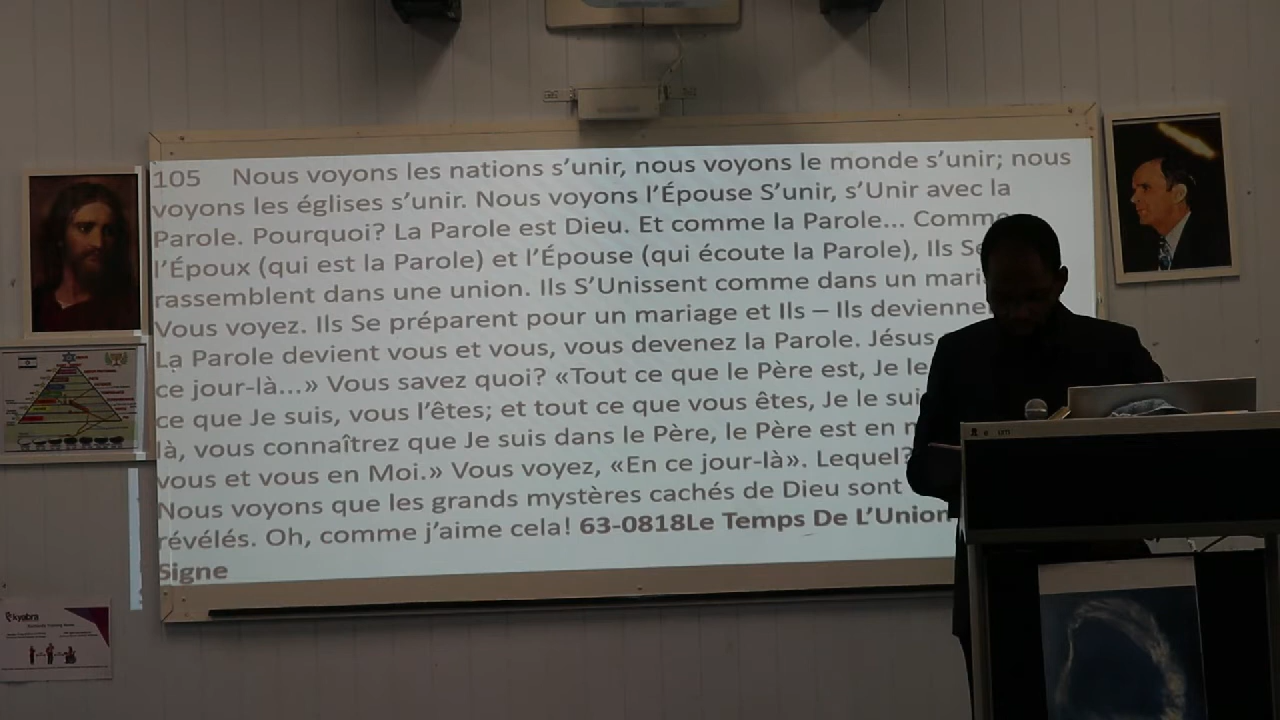 105 Nous voyons les nations s’unir, nous voyons le monde s’unir; nous
voyons les églises s’unir. Nous voyons l’Épouse S’unir, s’Unir avec la
Parole. Pourquoi? La Parole est Dieu. Et comme la Parole... Comme
l’Époux (qui est la Parole) et l’Épouse (qui écoute la Parole), Ils Se
rassemblent dans une union. Ils S’Unissent comme dans un
Vous voyez. Ils Se préparent pour un mariage et Ils – Ils
La Parole devient vous et vous, vous devenez la Parole. Jésus
ce jour-là...» Vous savez quoi? «Tout ce que le Père est, Je le
ce que Je suis, vous l’êtes; et tout ce que vous êtes, Je le
là, vous connaîtrez que Je suis dans le Père, le Père est en
vous et vous en Moi.» Vous voyez, «En ce jour-là». Lequel?
Nous voyons que les grands mystères cachés de Dieu sont
révélés. Oh, comme j’aime cela! 63-0818Le Temps De L’Union
Signe
kyabra